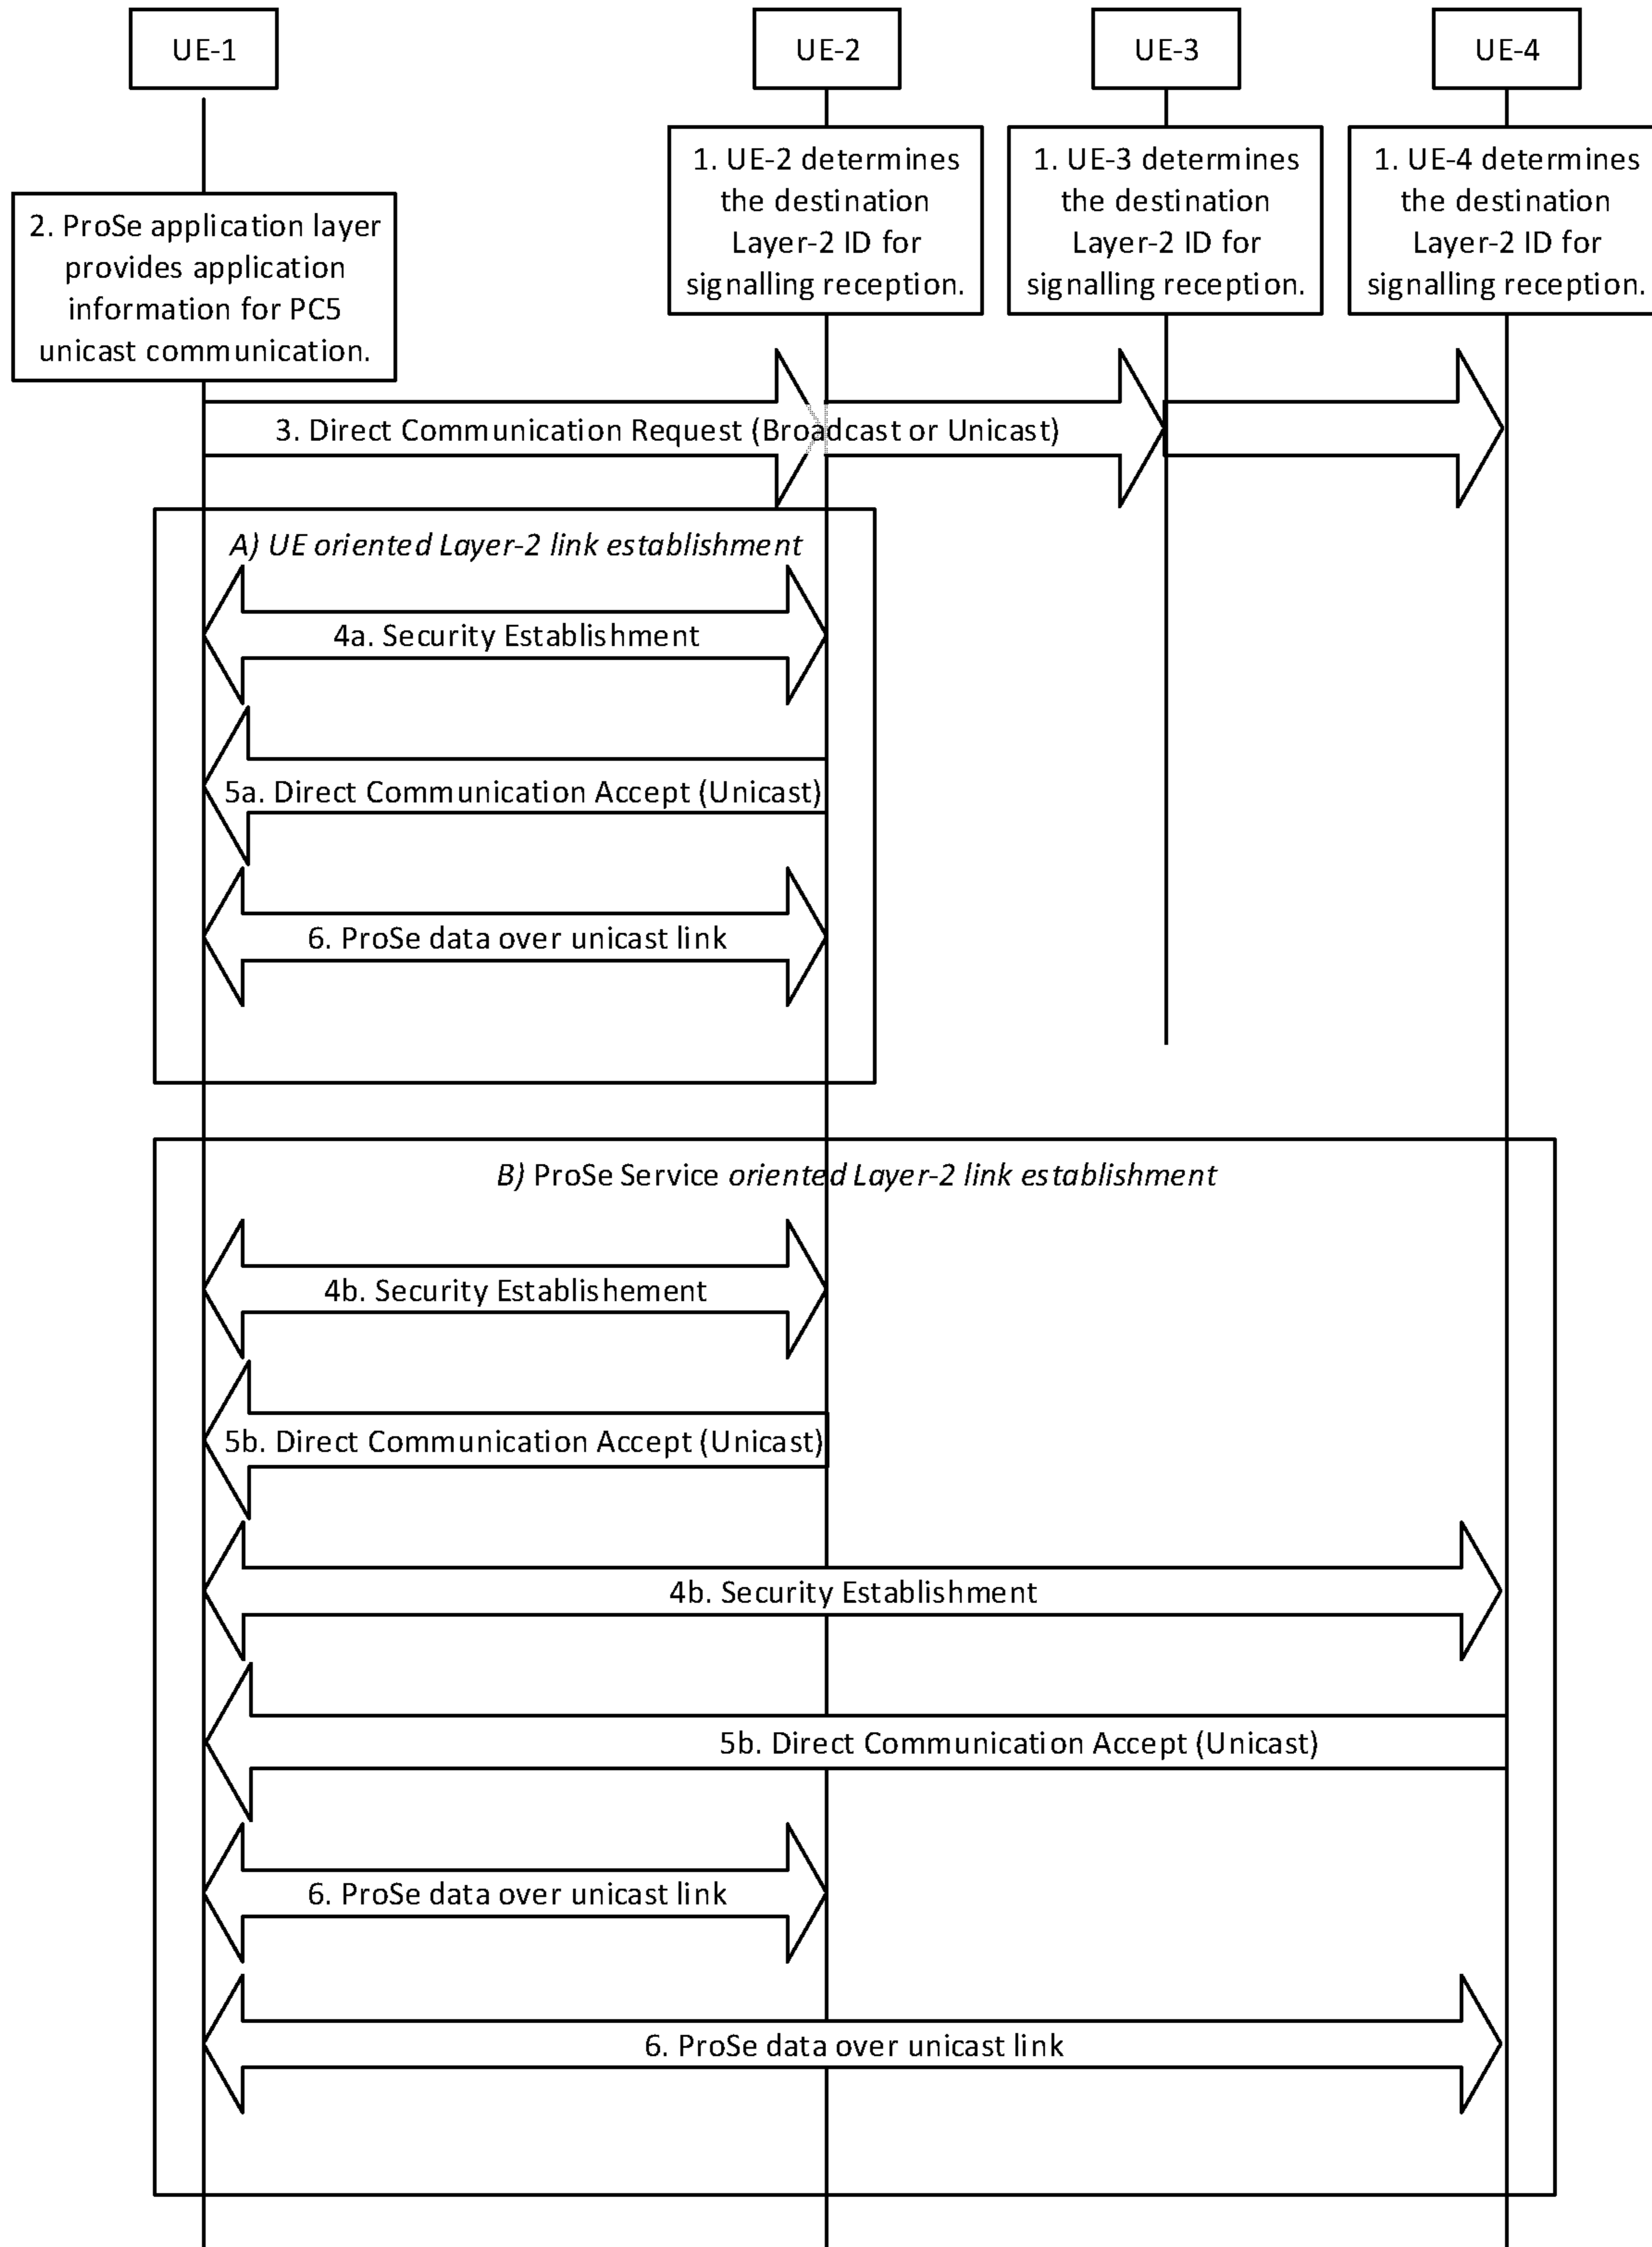 UE-1
UE-2
UE-3
UE-4
1. UE-2 determines
the destination
Layer-2 ID for
signalling reception.
1. UE-3 determines
the destination
Layer-2 ID for
signalling reception.
1. UE-4 determines
the destination
Layer-2 ID for
signalling reception.
2. ProSe application layer
provides application
information for PC5
unicast communication.
3. Direct Communication Request (Broadcast or Unicast)
A) UE oriented Layer-2 link establishment
4a. Security Establishment
5a. Direct Communication Accept (Unicast)
6. ProSe data over unicast link
B) ProSe Service oriented Layer-2 link establishment
4b. Security Establishement
5b. Direct Communication Accept (Unicast)
4b. Security Establishment
5b. Direct Communication Accept (Unicast)
6. ProSe data over unicast link
6. ProSe data over unicast link